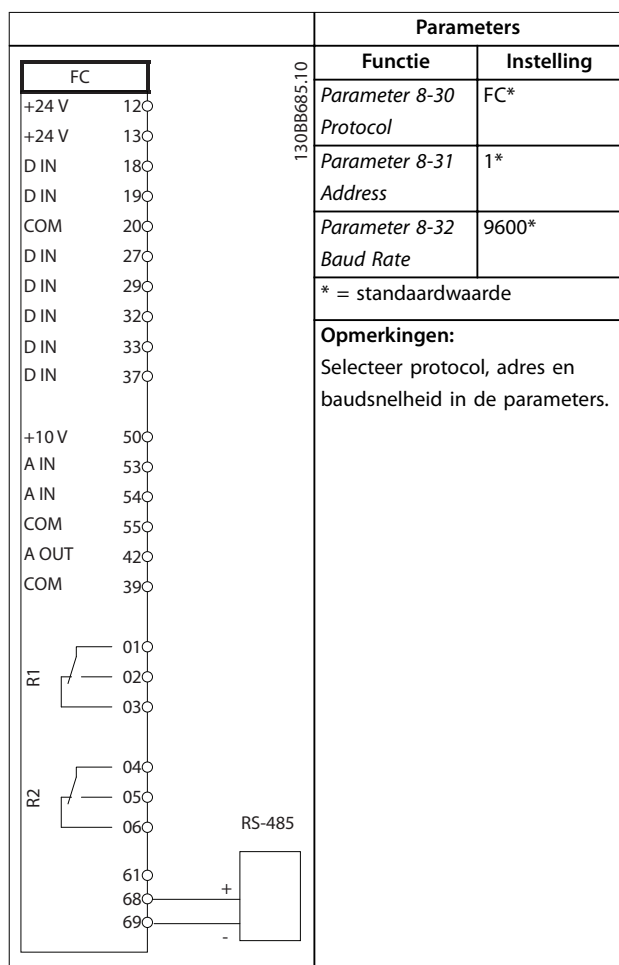 Parameters
Functie Instelling
Parameter 8-30 Protocol FC*
Parameter 8-31 Address 1*
Parameter 8-32 Baud Rate 9600*
* = standaardwaarde
Opmerkingen:
Selecteer protocol, adres en
baudsnelheid in de parameters.
130BB685.10
FC
+24 V 12
+24 V 13
D IN 18
D IN 19
COM 20
D IN 27
D IN 29
D IN 32
D IN 33
D IN 37
+10 V 50
A IN 53
A IN 54
COM 55
A OUT 42
COM 39
R1
01
02
03
R2
04
05
06
RS-485
61
68 +
69 -